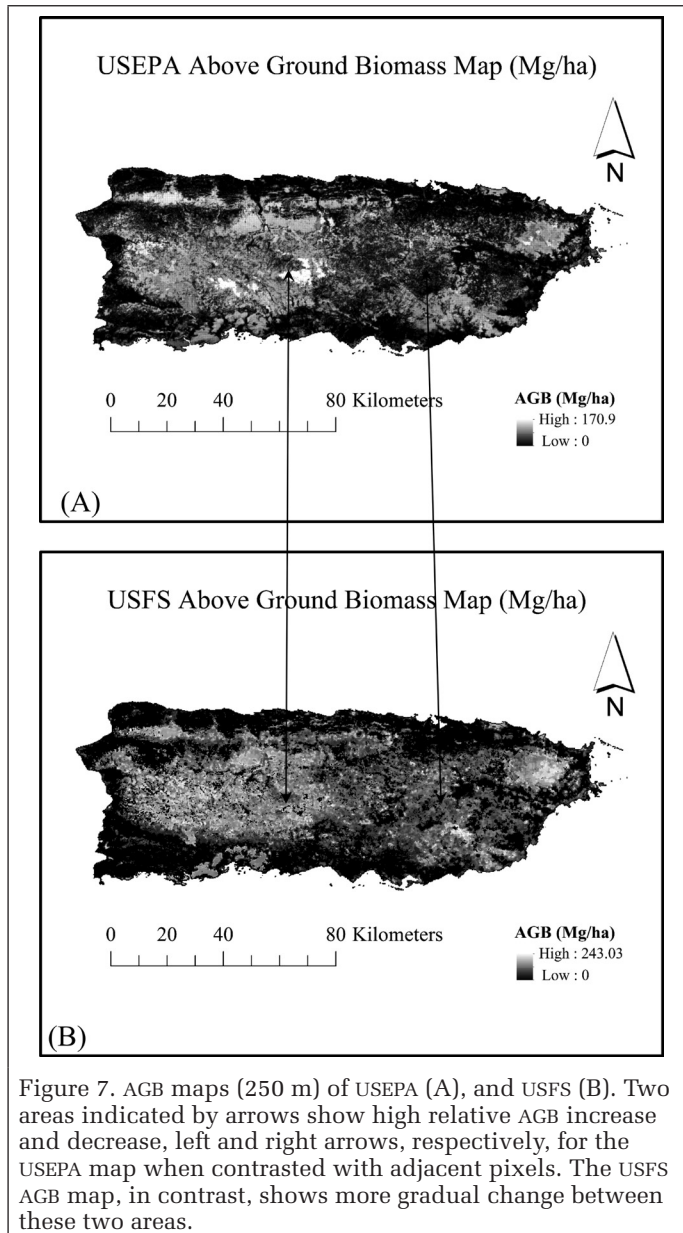 USEPA Above Ground Biomass Map (Mg/ha)
N
0 20 40 80 Kilometers
AGB (Mg/ha)
High : 170.9
Low : 0
(A)
USFS Above Ground Biomass Map (Mg/ha)
N
0 20 40 80 Kilometers
AGB (Mg/ha)
High : 243.03
Low : 0
(B)
Figure 7. AGB maps (250 m) of USEPA (A), and USFS (B). Two
areas indicated by arrows show high relative AGB increase
and decrease, left and right arrows, respectively, for the
USEPA map when contrasted with adjacent pixels. The USFS
AGB map, in contrast, shows more gradual change between
these two areas.